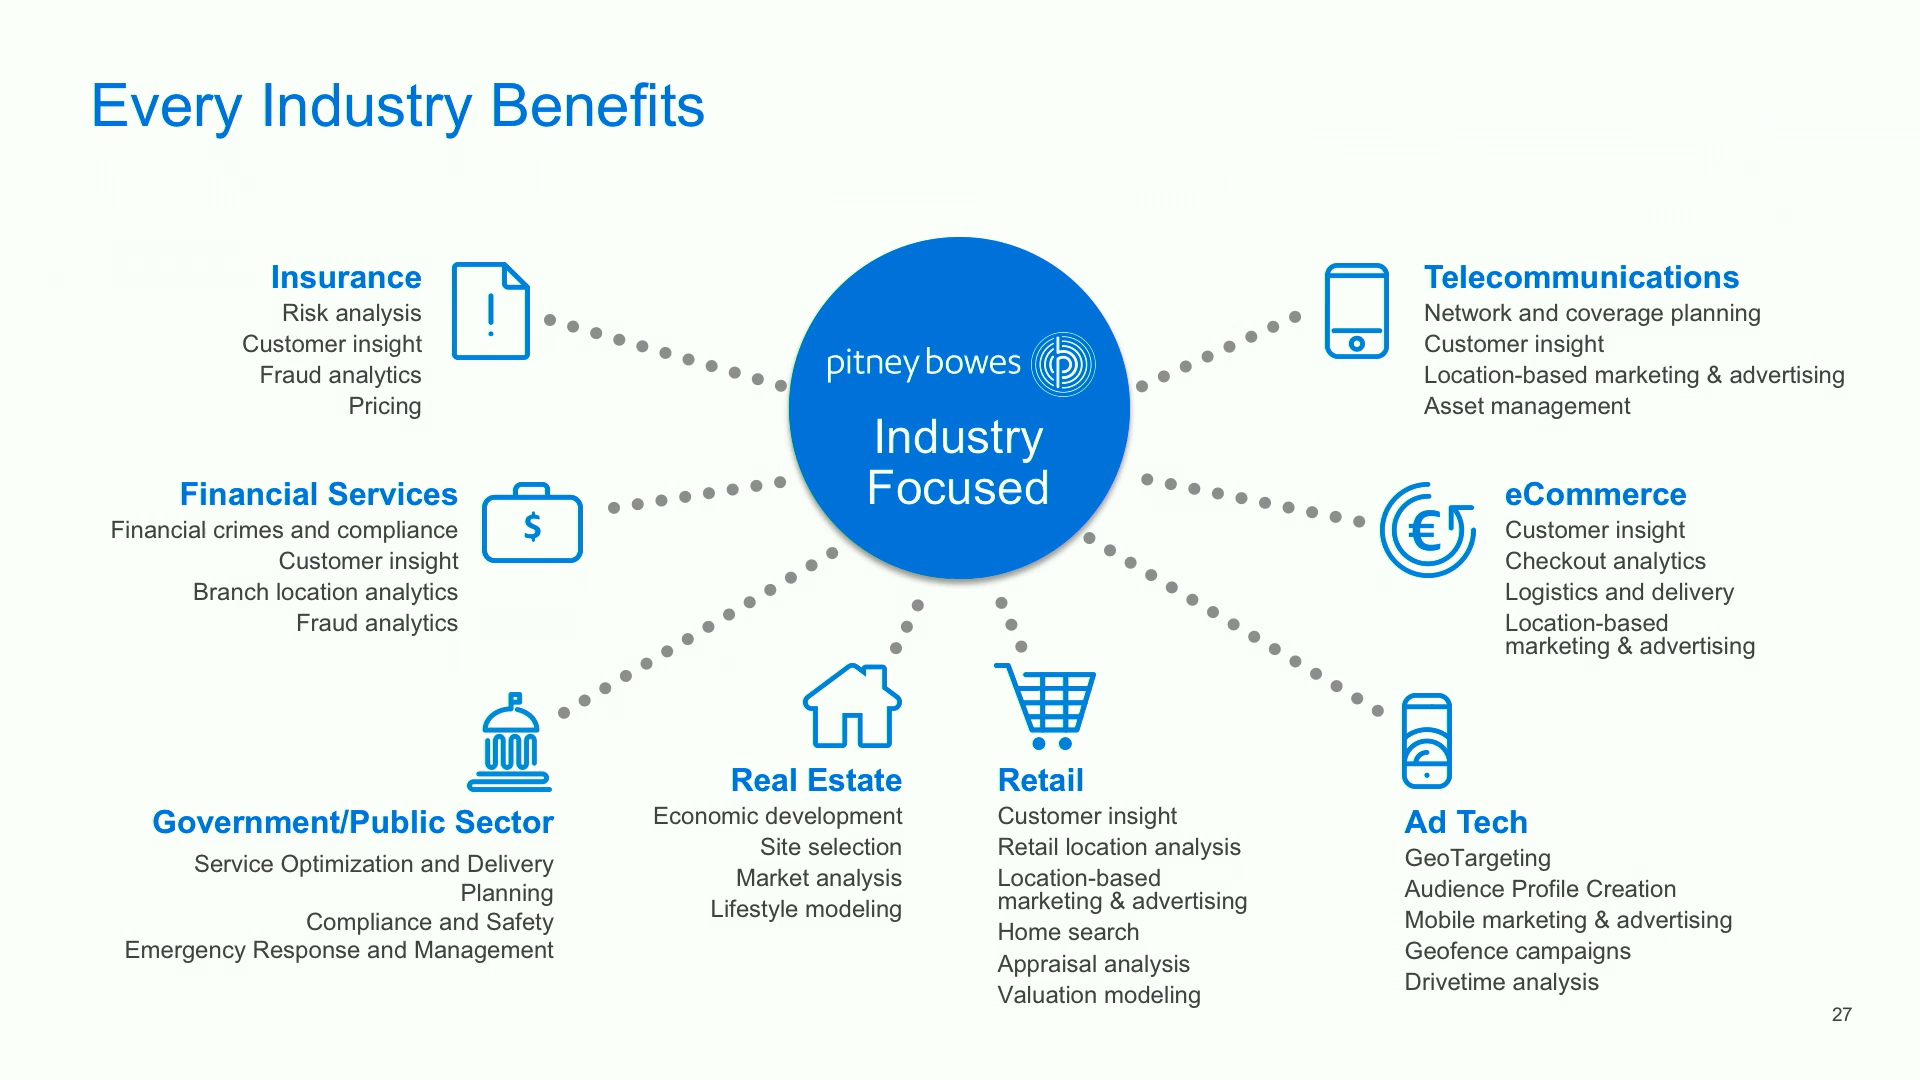 Every Industry Benefits
Insurance
Risk analysis
Customer insight
Fraud analytics
Pricing
!
pitney bowes
Industry
Focused
Telecommunications
Network and coverage planning
Customer insight
Location-based marketing & advertising
Asset management
Financial Services
Financial crimes and compliance
Customer insight
Branch location analytics
Fraud analytics
$
€
eCommerce
Customer insight
Checkout analytics
Logistics and delivery
Location-based
marketing & advertising
Government/Public Sector
Service Optimization and Delivery
Planning
Compliance and Safety
Emergency Response and Management
Real Estate
Economic development
Site selection
Market analysis
Lifestyle modeling
Retail
Customer insight
Retail location analysis
Location-based
marketing & advertising
Home search
Appraisal analysis
Valuation modeling
Ad Tech
GeoTargeting
Audience Profile Creation
Mobile marketing & advertising
Geofence campaigns
Drivetime analysis
27